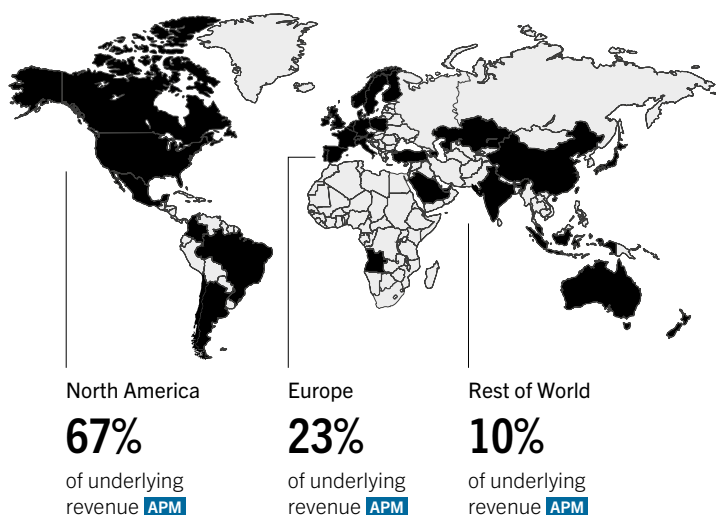 North America
67%
of underlying
revenue APM
Europe
23%
of underlying
revenue APM
Rest of World
10%
of underlying
revenue APM